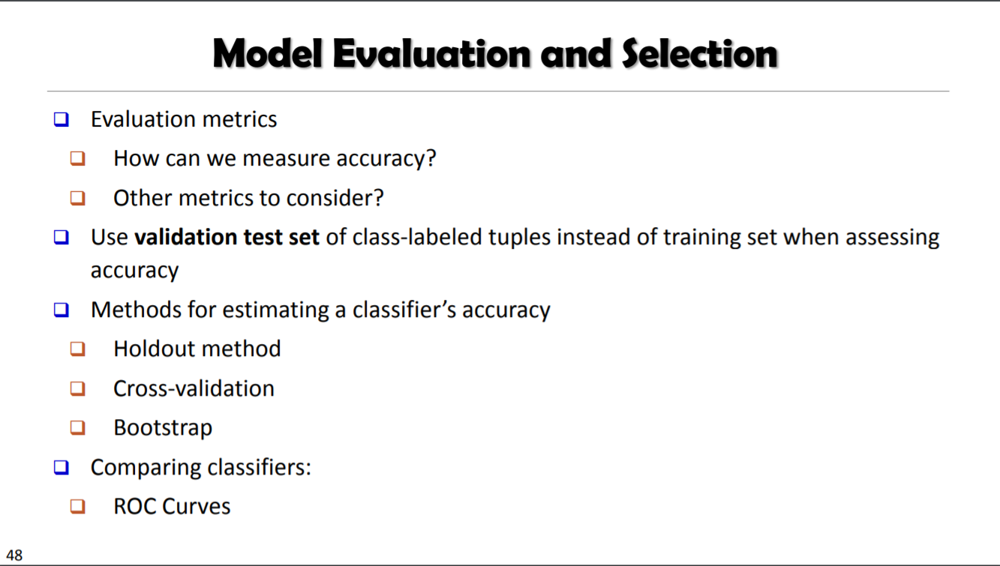 Model Evaluation and Selection
Evaluation metrics
How can we measure accuracy?
Other metrics to consider?
Use validation test set of class-labeled tuples instead of training set when assessing
accuracy
Methods for estimating a classifier’s accuracy
Holdout method
Cross-validation
Bootstrap
Comparing classifiers:
ROC Curves
48